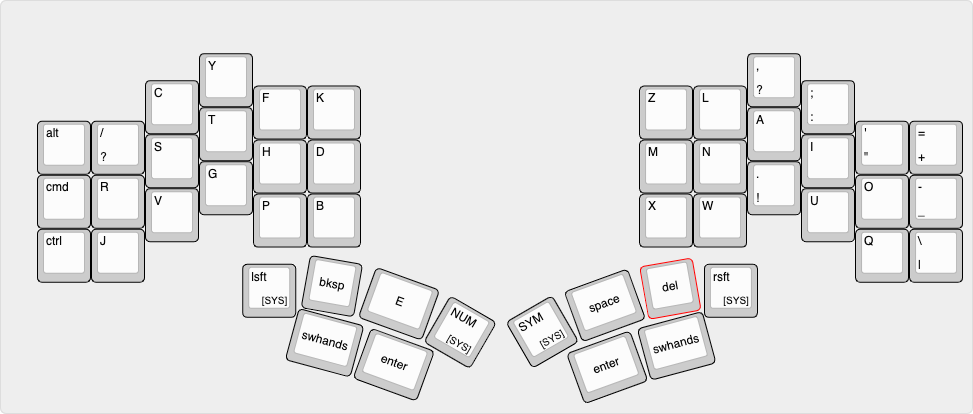 alt
/
?
C
Y
F
K
cmd
R
S
T
H
D
ctrl
J
V
G
P
B
lsft
[SYS]
bksp
E
NUM
[SYS]
swhands
enter
Z
L
,
?
;
:
'
"
=
+
M
N
A
I
O
-
_
X
W
.
!
U
Q
\
|
SYM
[SYS]
space
del
rsft
[SYS]
enter
swhands